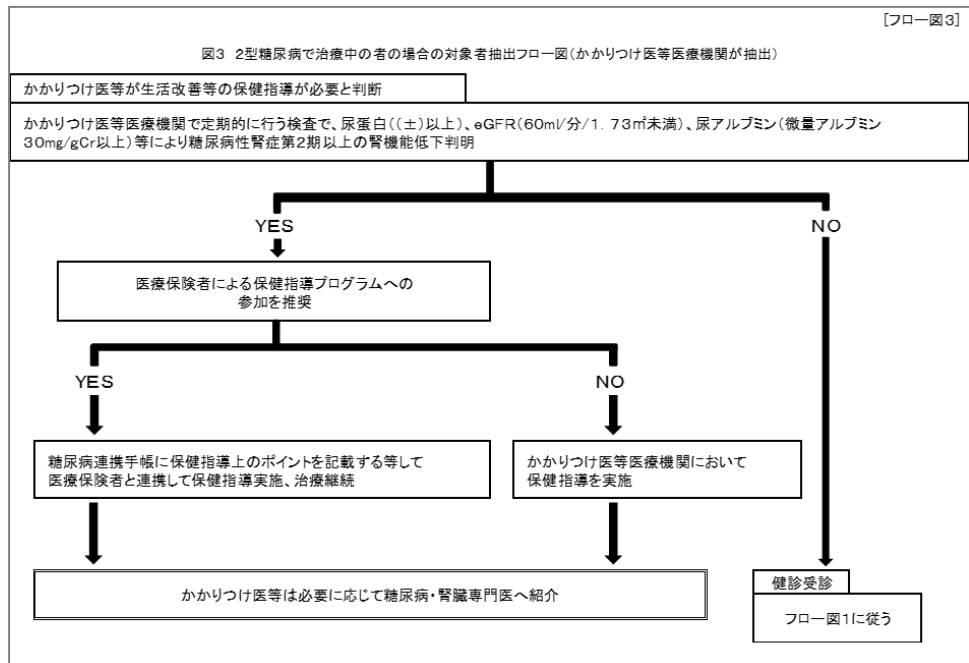 [フロー図3]
図3 2型糖尿病で治療中の者の場合の対象者抽出フロー図(かかりつけ医等医療機関が抽出)
かかりつけ医等が生活改善等の保健指導が必要と判断
かかりつけ医等医療機関で定期的に行う検査で、尿蛋白((±)以上)、eGFR(60ml/分/1.73㎡未満)、尿アルブミン(微量アルブミン
30mg/gCr以上)等により糖尿病性腎症第2期以上の腎機能低下判明
YES
NO
医療保険者による保健指導プログラムへの
参加を推奨
YES
NO
糖尿病連携手帳に保健指導上のポイントを記載する等して
医療保険者と連携して保健指導実施、治療継続
かかりつけ医等医療機関において
保健指導を実施
かかりつけ医等は必要に応じて糖尿病・腎臓専門医へ紹介
健診受診
フロー図1に従う